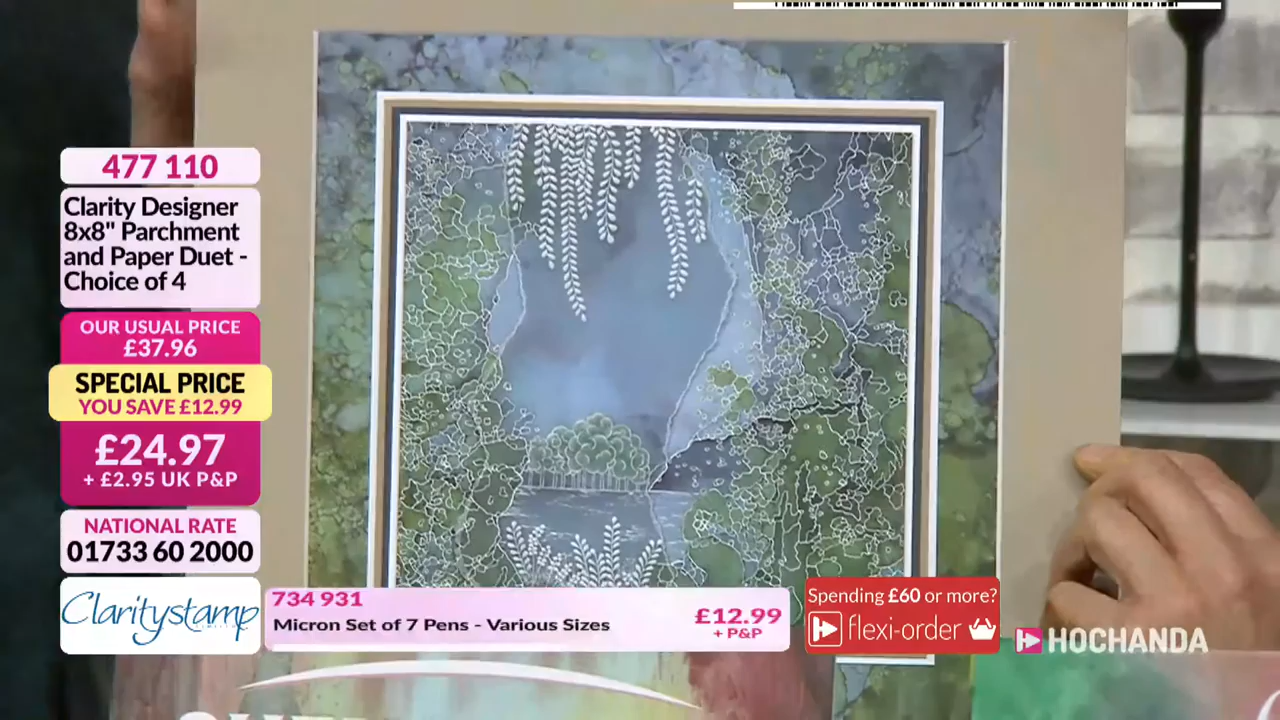 477 110
Clarity Designer
8x8" Parchment
and Paper Duet -
Choice of 4
OUR USUAL PRICE
£37.96
SPECIAL PRICE
YOU SAVE £12.99
£24.97
+ £2.95 UK P&P
NATIONAL RATE
01733 60 2000
Claritystamp
734 931
Micron Set of 7 Pens - Various Sizes
£12.99
+ P&P
Spending £60 or more?
flexi-order
HOCHANDA